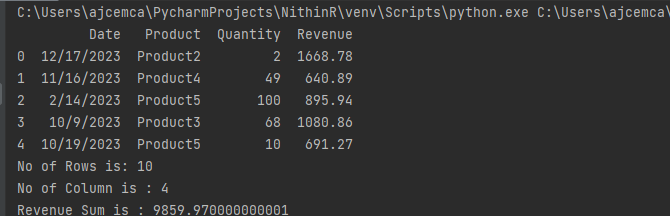 C:\Users\ajcemca\PycharmProjects\NithinR\venv\Scripts\python.exe C:\Users\ajcemca\
Date Product Quantity Revenue
0 12/17/2023 Product2 2 1668.78
1 11/16/2023 Product4 49 640.89
2 2/14/2023 Product5 100 895.94
3 10/9/2023 Product3 68 1080.86
4 10/19/2023 Product5 10 691.27
No of Rows is: 10
No of Column is : 4
Revenue Sum is : 9859.970000000001